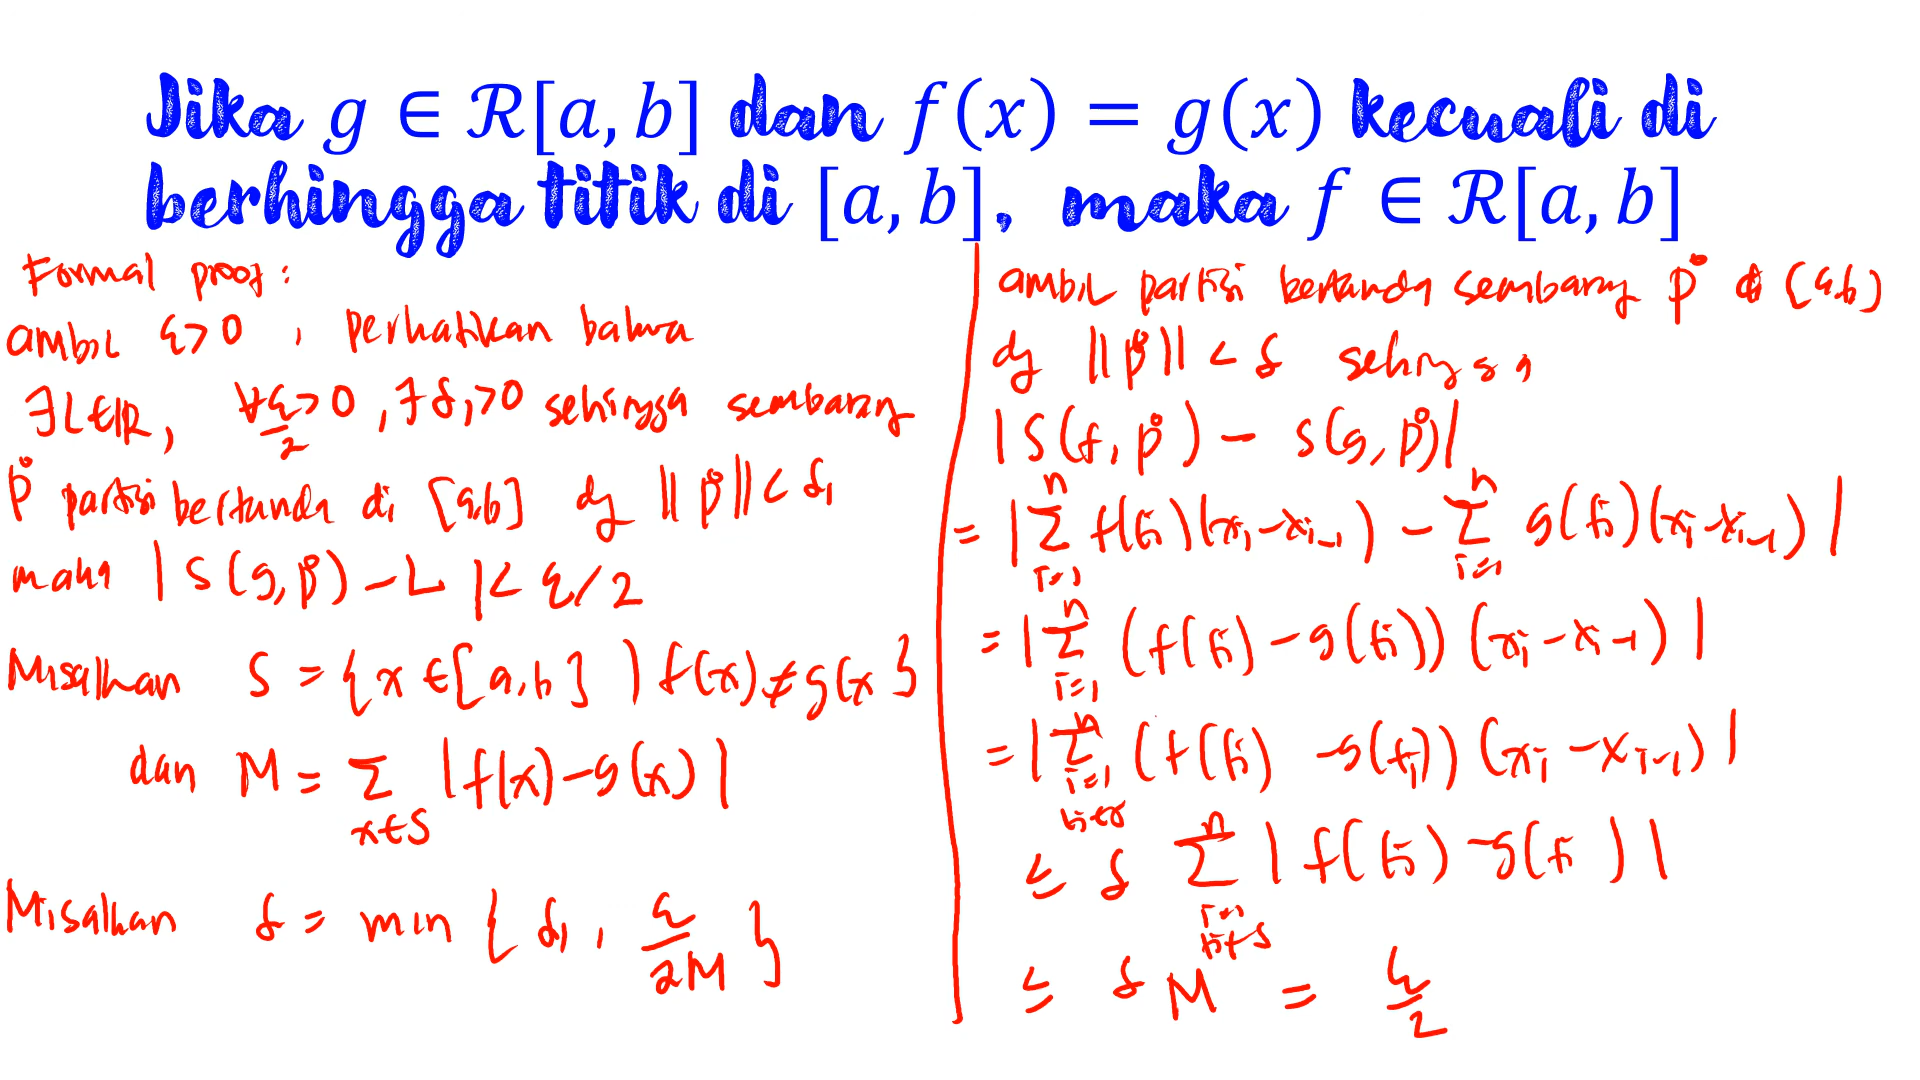 Jika g ∈ ℛ[a, b] dan f(x) = g(x) kecuali di
berhingga titik di [a, b], maka f ∈ ℛ[a, b]
Formal proof :
ambil ε > 0 , perhatikan bahwa
∃ L ∈ ℝ, ∀ ε/2 > 0 , ∃ δ₁ > 0 sehingga sembarang
Ṗ partisi bertanda di [a,b] dg ||Ṗ|| < δ₁
maka | S(g, Ṗ) - L | < ε/2
Misalkan S = {x ∈ [a, b] | f(x) ≠ g(x }
dan M = Σ_{x∈S} |f(x) - g(x)|
Misalkan δ = min { δ₁ , ε/2M }
ambil partisi bertanda sembarang Ṗ di [a,b]
dg ||Ṗ|| < δ sehingga
| S(f, Ṗ) - S(g, Ṗ)|
= | Σ_{i=1}^{n} f(tᵢ)(xᵢ - xᵢ₋₁) - Σ_{i=1}^{n} g(tᵢ)(xᵢ - xᵢ₋₁) |
= | Σ_{i=1}^{n} (f(tᵢ) - g(tᵢ)) (xᵢ - xᵢ₋₁) |
= | Σ_{i=1, tᵢ∈S}^{n} (f(tᵢ) - g(tᵢ)) (xᵢ - xᵢ₋₁) |
≤ δ Σ_{i=1, tᵢ∈S}^{n} | f(tᵢ) - g(tᵢ) |
≤ δ M = ε/2